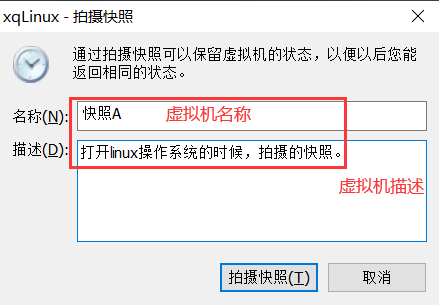 xqLinux - 拍摄快照
通过拍摄快照可以保留虚拟机的状态，以便以后您能
返回相同的状态。
名称(N): 快照A 虚拟机名称
描述(D): 打开linux操作系统的时候，拍摄的快照。
虚拟机描述
拍摄快照(T) 取消